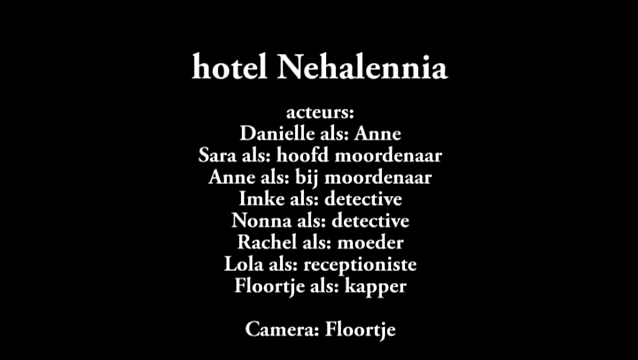 hotel Nehalennia
acteurs:
Danielle als: Anne
Sara als: hoofd moordenaar
Anne als: bij moordenaar
Imke als: detective
Nonna als: detective
Rachel als: moeder
Lola als: receptioniste
Floortje als: kapper
Camera: Floortje